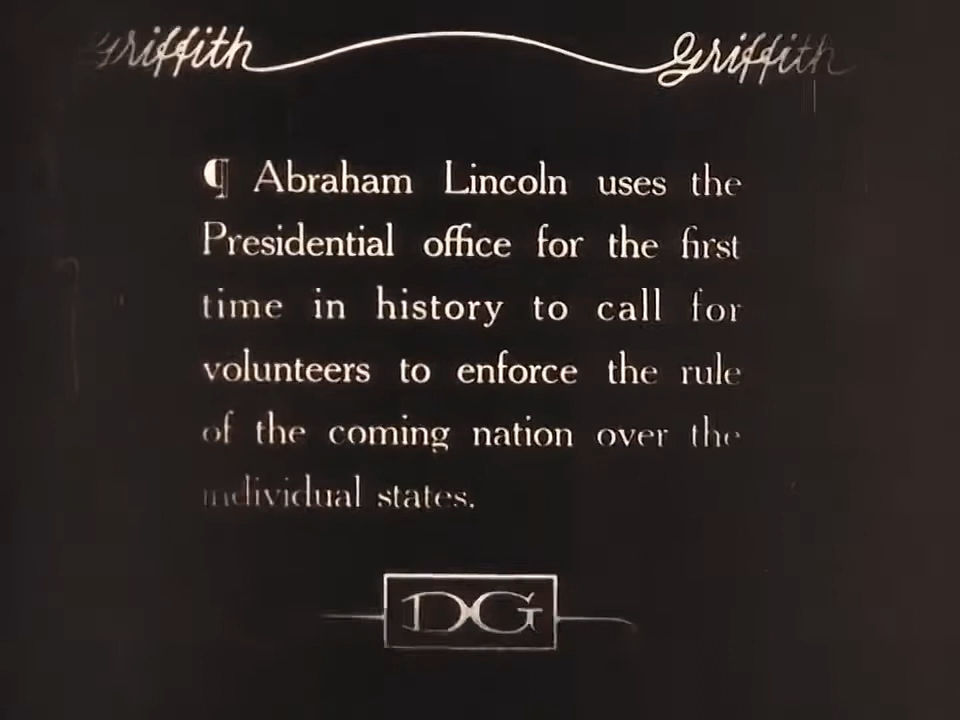 Griffith Griffith
¶ Abraham Lincoln uses the
Presidential office for the first
time in history to call for
volunteers to enforce the rule
of the coming nation over the
individual states.
DG